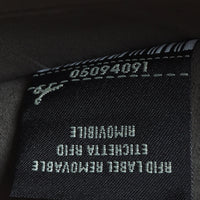 05094091
RFID LABEL REMOVABLE
ETICHETTA RFID
RIMOVIBILE